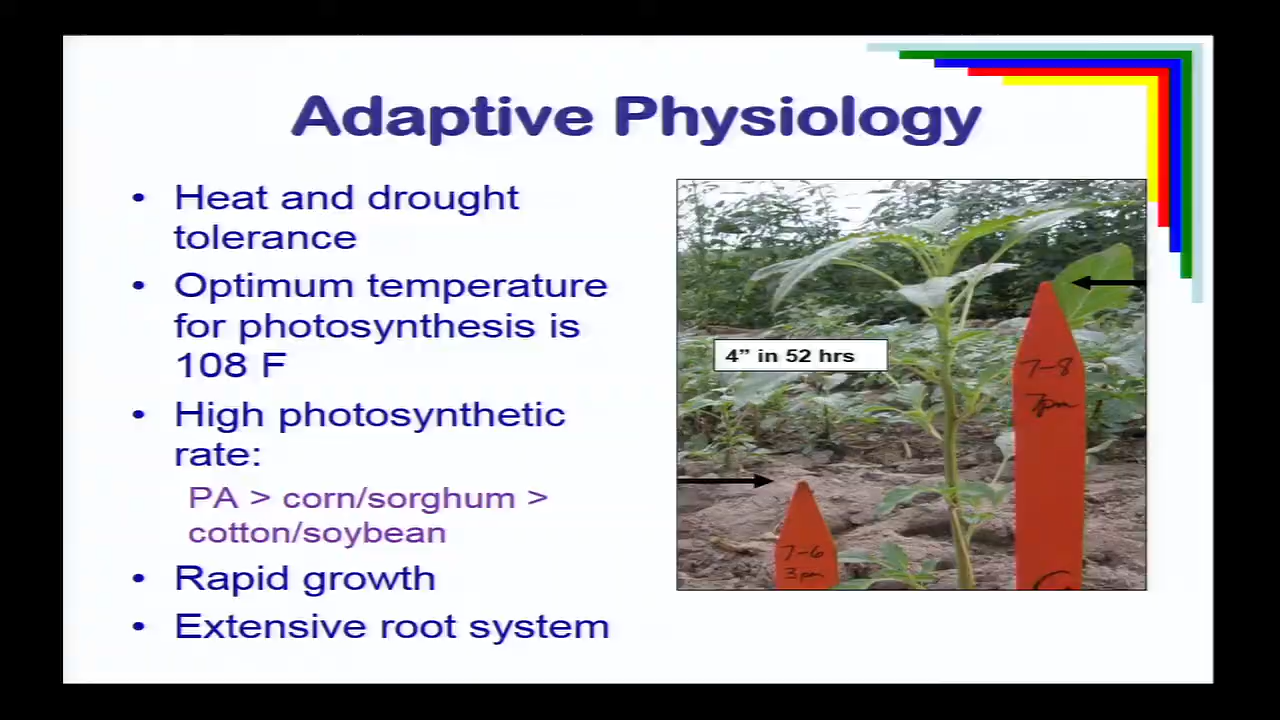 Adaptive Physiology
• Heat and drought
tolerance
• Optimum temperature
for photosynthesis is
108 F
• High photosynthetic
rate:
PA > corn/sorghum >
cotton/soybean
• Rapid growth
• Extensive root system
4” in 52 hrs
7-8
7pm
7-6
3pm